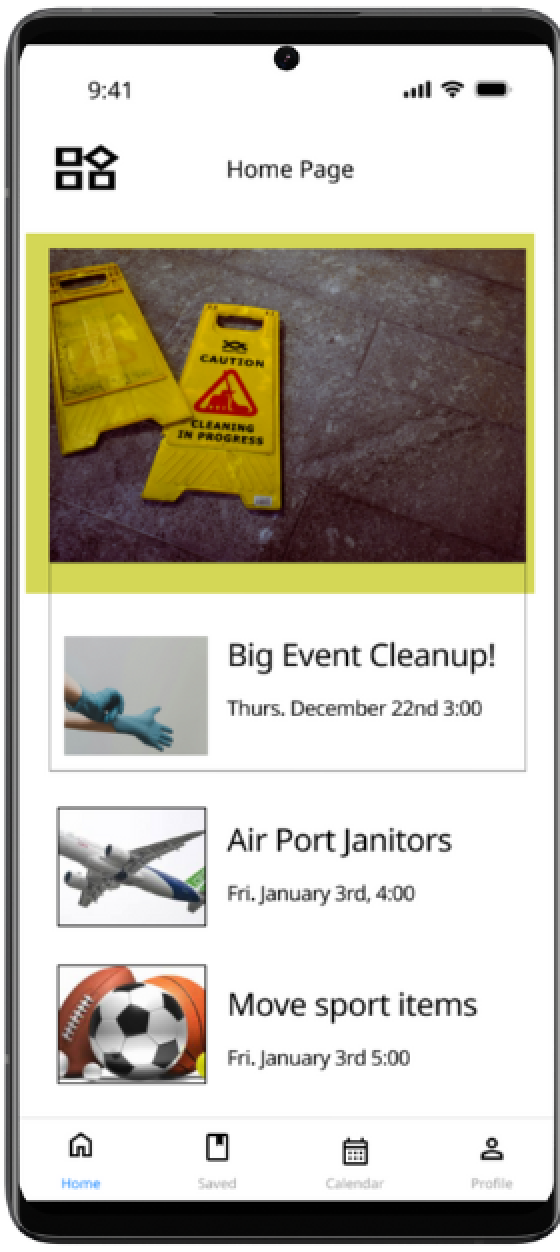 9:41
Home Page
CAUTION
CLEANING
IN PROGRESS
Big Event Cleanup!
Thurs. December 22nd 3:00
Air Port Janitors
Fri. January 3rd, 4:00
Move sport items
Fri. January 3rd 5:00
Home
Saved
Calendar
Profile